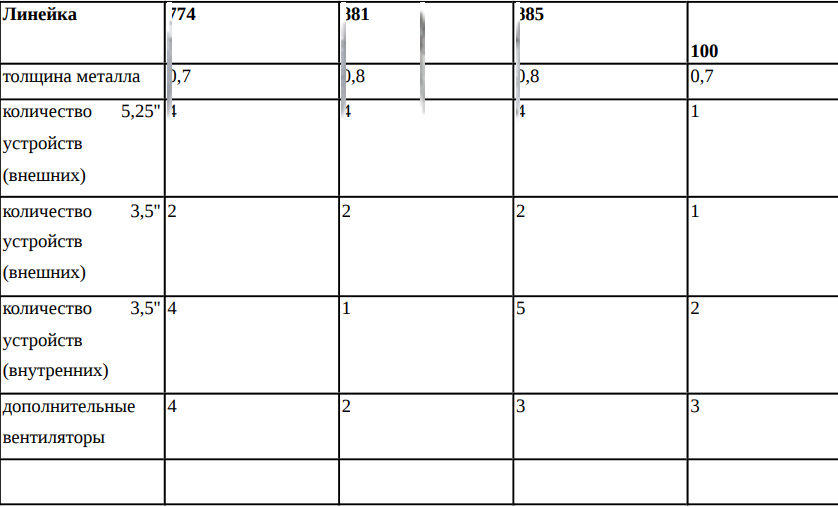 Линейка 774 881 885
100
толщина металла 0,7 0,8 0,8 0,7
количество 5,25" 4 4 4 1
устройств
(внешних)
количество 3,5" 2 2 2 1
устройств
(внешних)
количество 3,5" 4 1 5 2
устройств
(внутренних)
дополнительные 4 2 3 3
вентиляторы